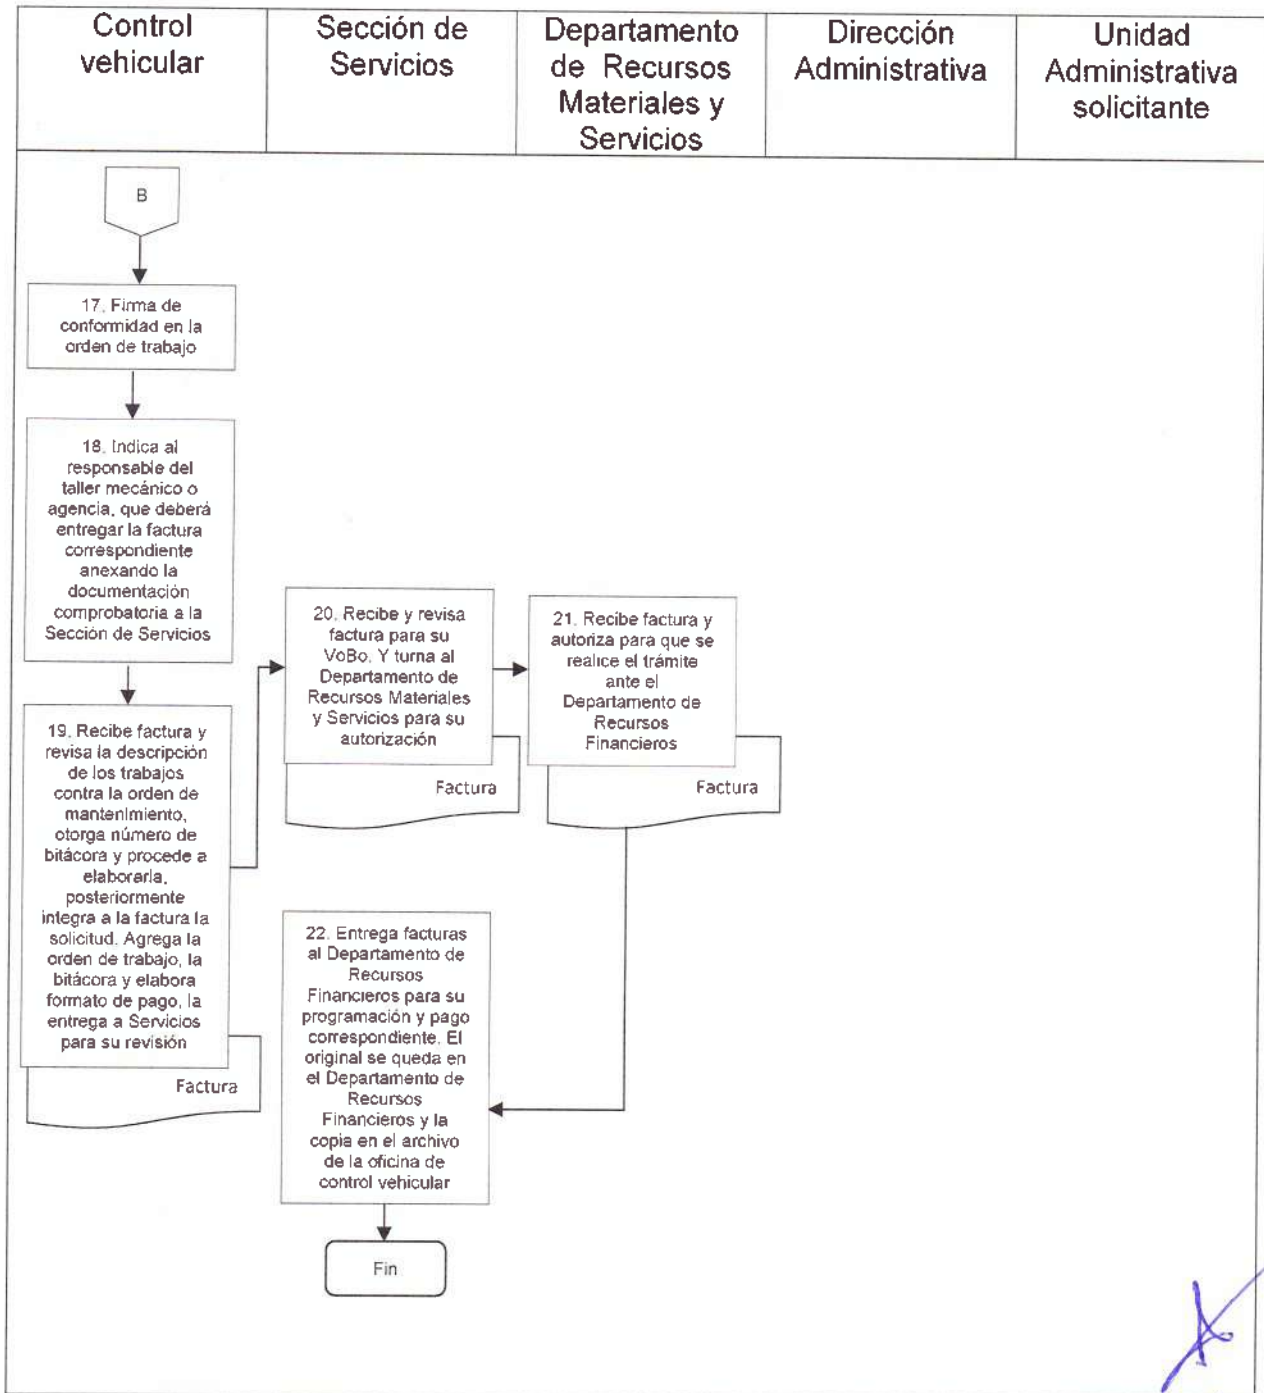 Control
vehicular
Sección de
Servicios
Departamento
de Recursos
Materiales y
Servicios
Dirección
Administrativa
Unidad
Administrativa
solicitante
B
17. Firma de
conformidad en la
orden de trabajo
18. Indica al
responsable del
taller mecánico o
agencia, que deberá
entregar la factura
correspondiente
anexando la
documentación
comprobatoria a la
Sección de Servicios
19. Recibe factura y
revisa la descripción
de los trabajos
contra la orden de
mantenimiento,
otorga número de
bitácora y procede a
elaborarla,
posteriormente
integra a la factura la
solicitud. Agrega la
orden de trabajo, la
bitácora y elabora
formato de pago, la
entrega a Servicios
para su revisión
Factura
20. Recibe y revisa
factura para su
VoBo. Y turna al
Departamento de
Recursos Materiales
y Servicios para su
autorización
Factura
21. Recibe factura y
autoriza para que se
realice el trámite
ante el
Departamento de
Recursos
Financieros
Factura
22. Entrega facturas
al Departamento de
Recursos
Financieros para su
programación y pago
correspondiente. El
original se queda en
el Departamento de
Recursos
Financieros y la
copia en el archivo
de la oficina de
control vehicular
Fin